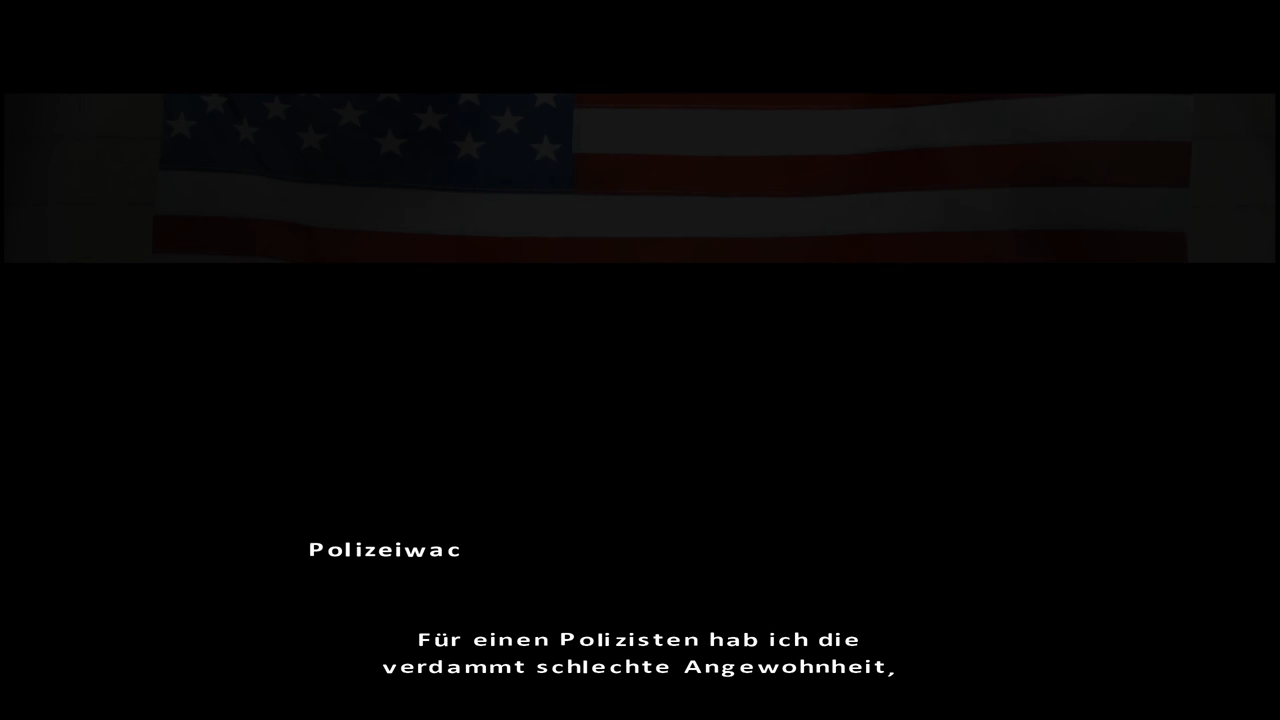 Polizeiwac
Für einen Polizisten hab ich die
verdammt schlechte Angewohnheit,